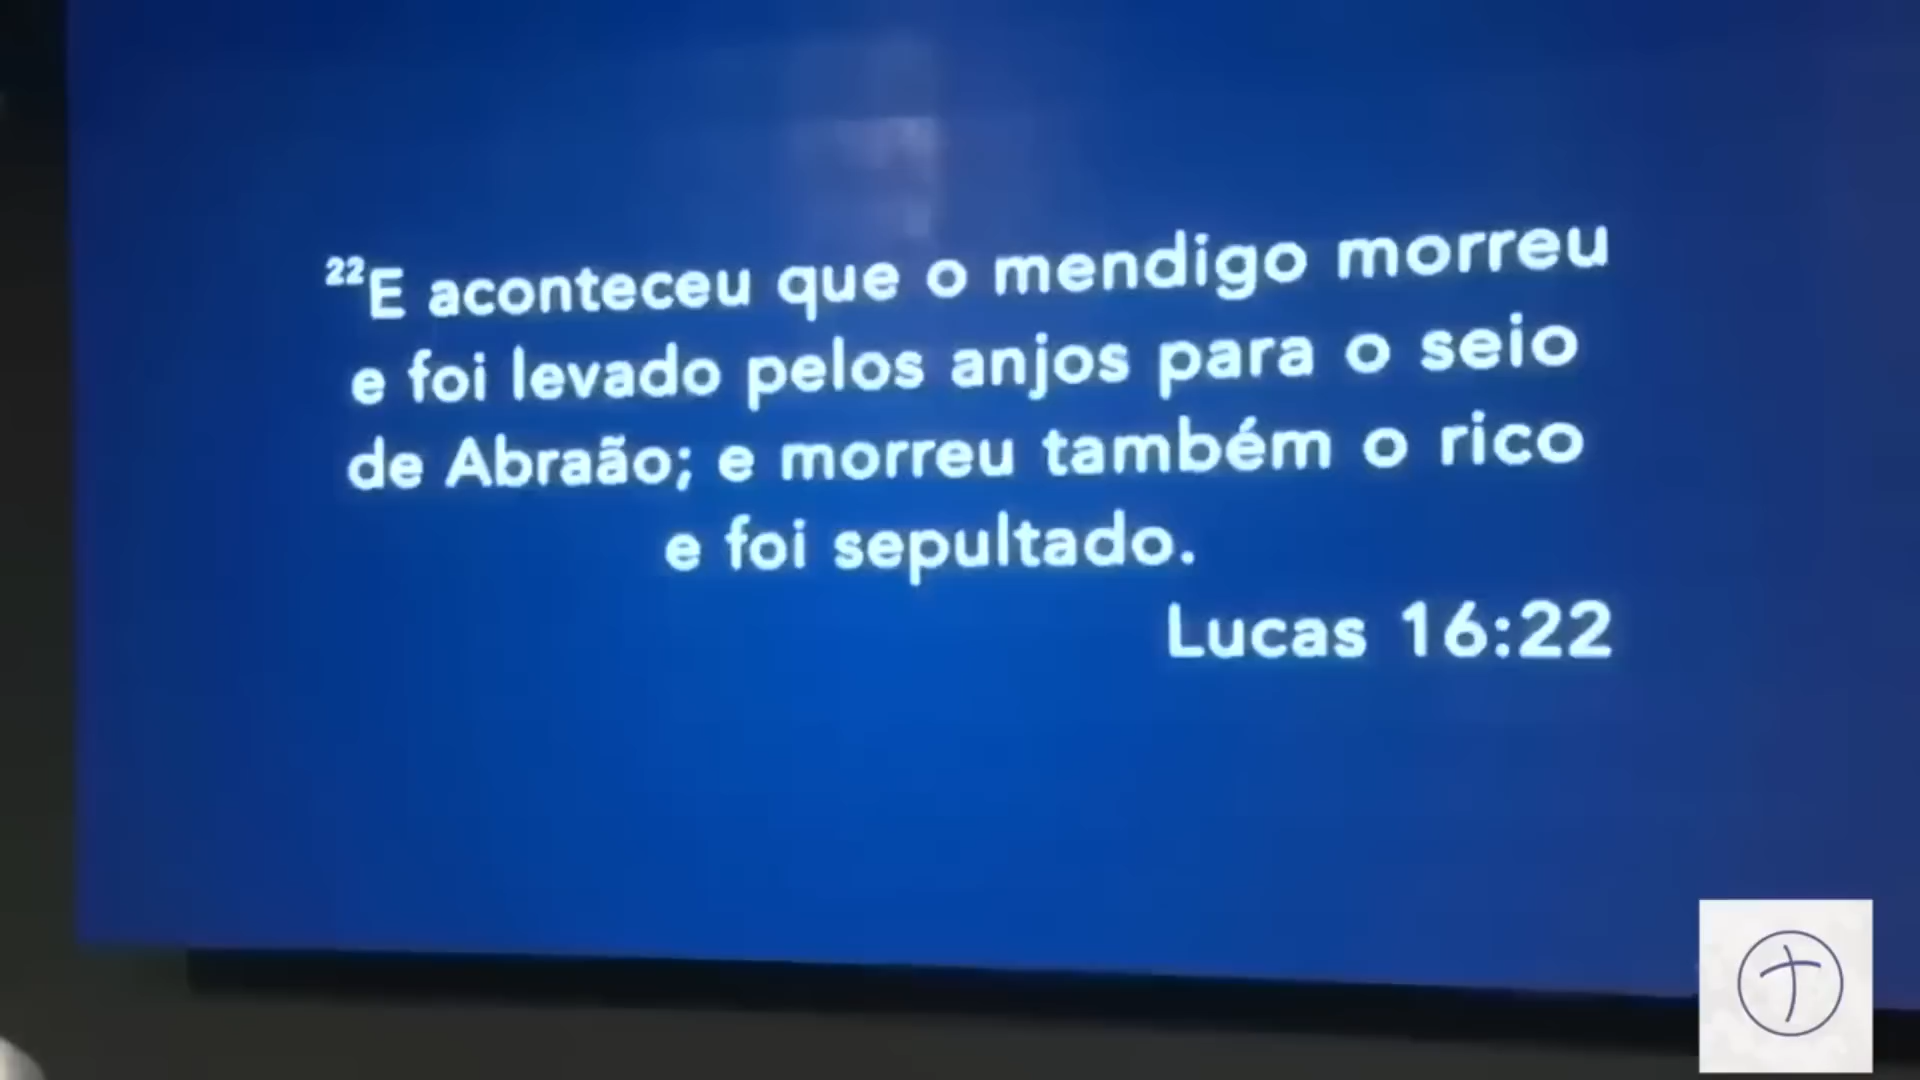 ²²E aconteceu que o mendigo morreu
e foi levado pelos anjos para o seio
de Abraão; e morreu também o rico
e foi sepultado.
Lucas 16:22